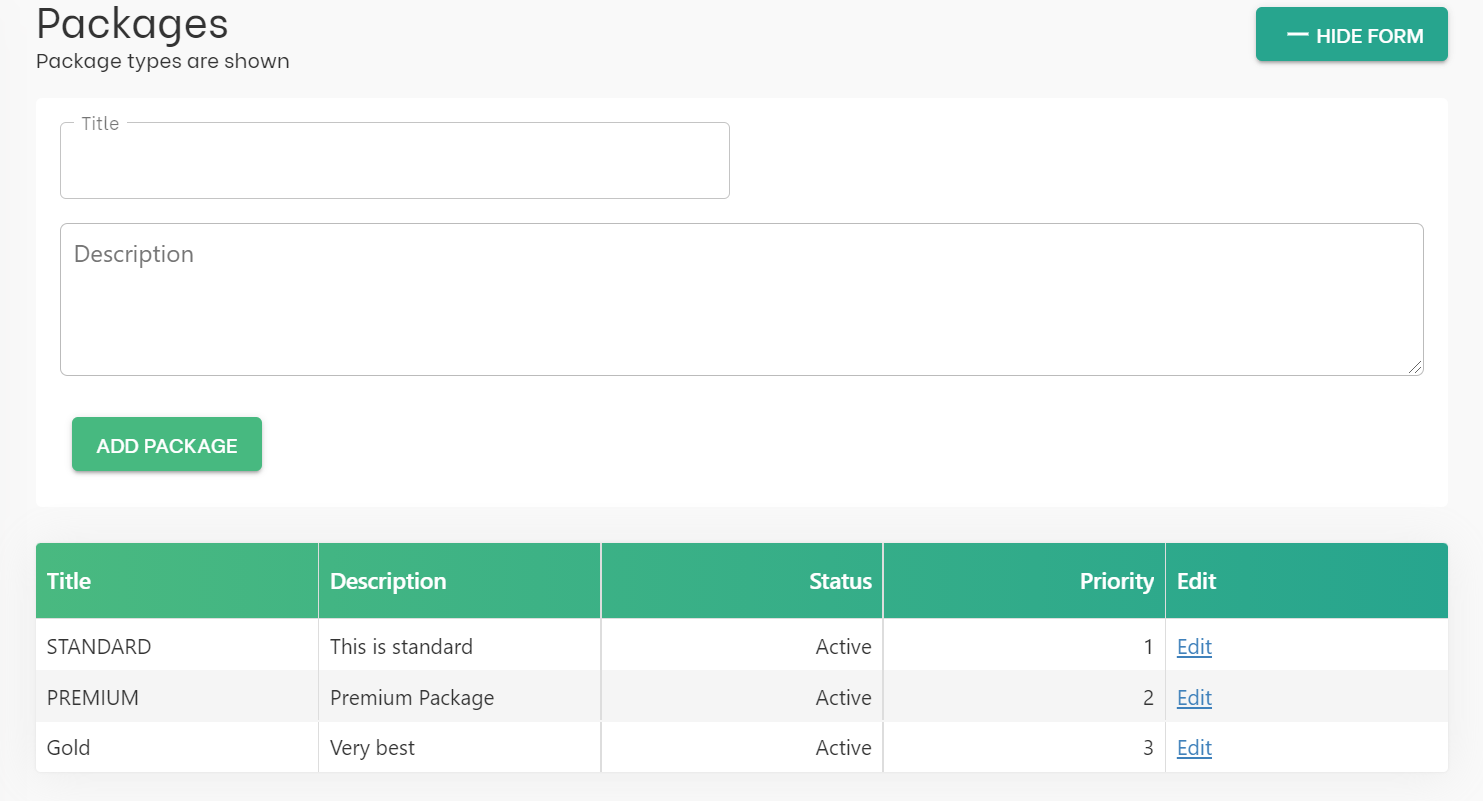 Packages
Package types are shown
HIDE FORM
Title
Description
ADD PACKAGE
Title Description Status Priority Edit
STANDARD This is standard Active 1 Edit
PREMIUM Premium Package Active 2 Edit
Gold Very best Active 3 Edit